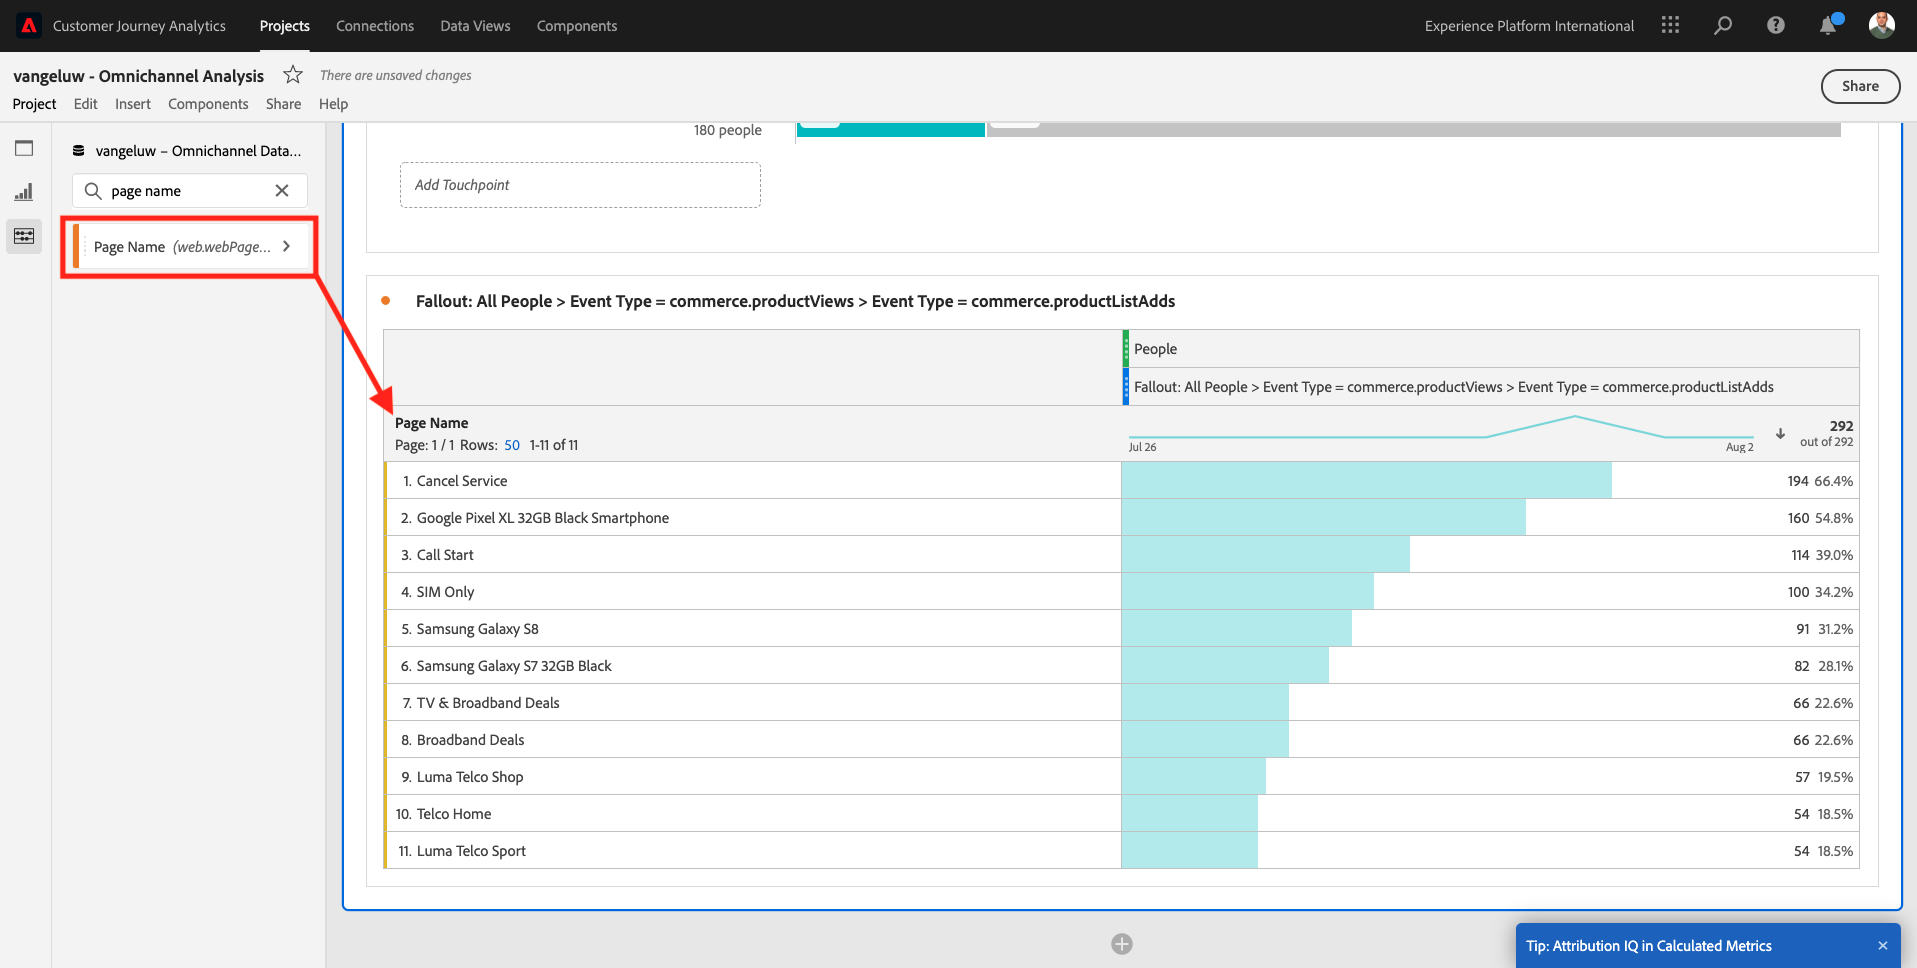 Customer Journey Analytics Projects Connections Data Views Components Experience Platform International
vangeluw - Omnichannel Analysis There are unsaved changes
Share
Project Edit Insert Components Share Help
180 people
vangeluw – Omnichannel Data...
page name
Add Touchpoint
Page Name (web.webPage...
Fallout: All People > Event Type = commerce.productViews > Event Type = commerce.productListAdds
People
Fallout: All People > Event Type = commerce.productViews > Event Type = commerce.productListAdds
Page Name
Page: 1 / 1 Rows: 50 1-11 of 11
Jul 26 Aug 2
292
out of 292
1. Cancel Service 194 66.4%
2. Google Pixel XL 32GB Black Smartphone 160 54.8%
3. Call Start 114 39.0%
4. SIM Only 100 34.2%
5. Samsung Galaxy S8 91 31.2%
6. Samsung Galaxy S7 32GB Black 82 28.1%
7. TV & Broadband Deals 66 22.6%
8. Broadband Deals 66 22.6%
9. Luma Telco Shop 57 19.5%
10. Telco Home 54 18.5%
11. Luma Telco Sport 54 18.5%
Tip: Attribution IQ in Calculated Metrics